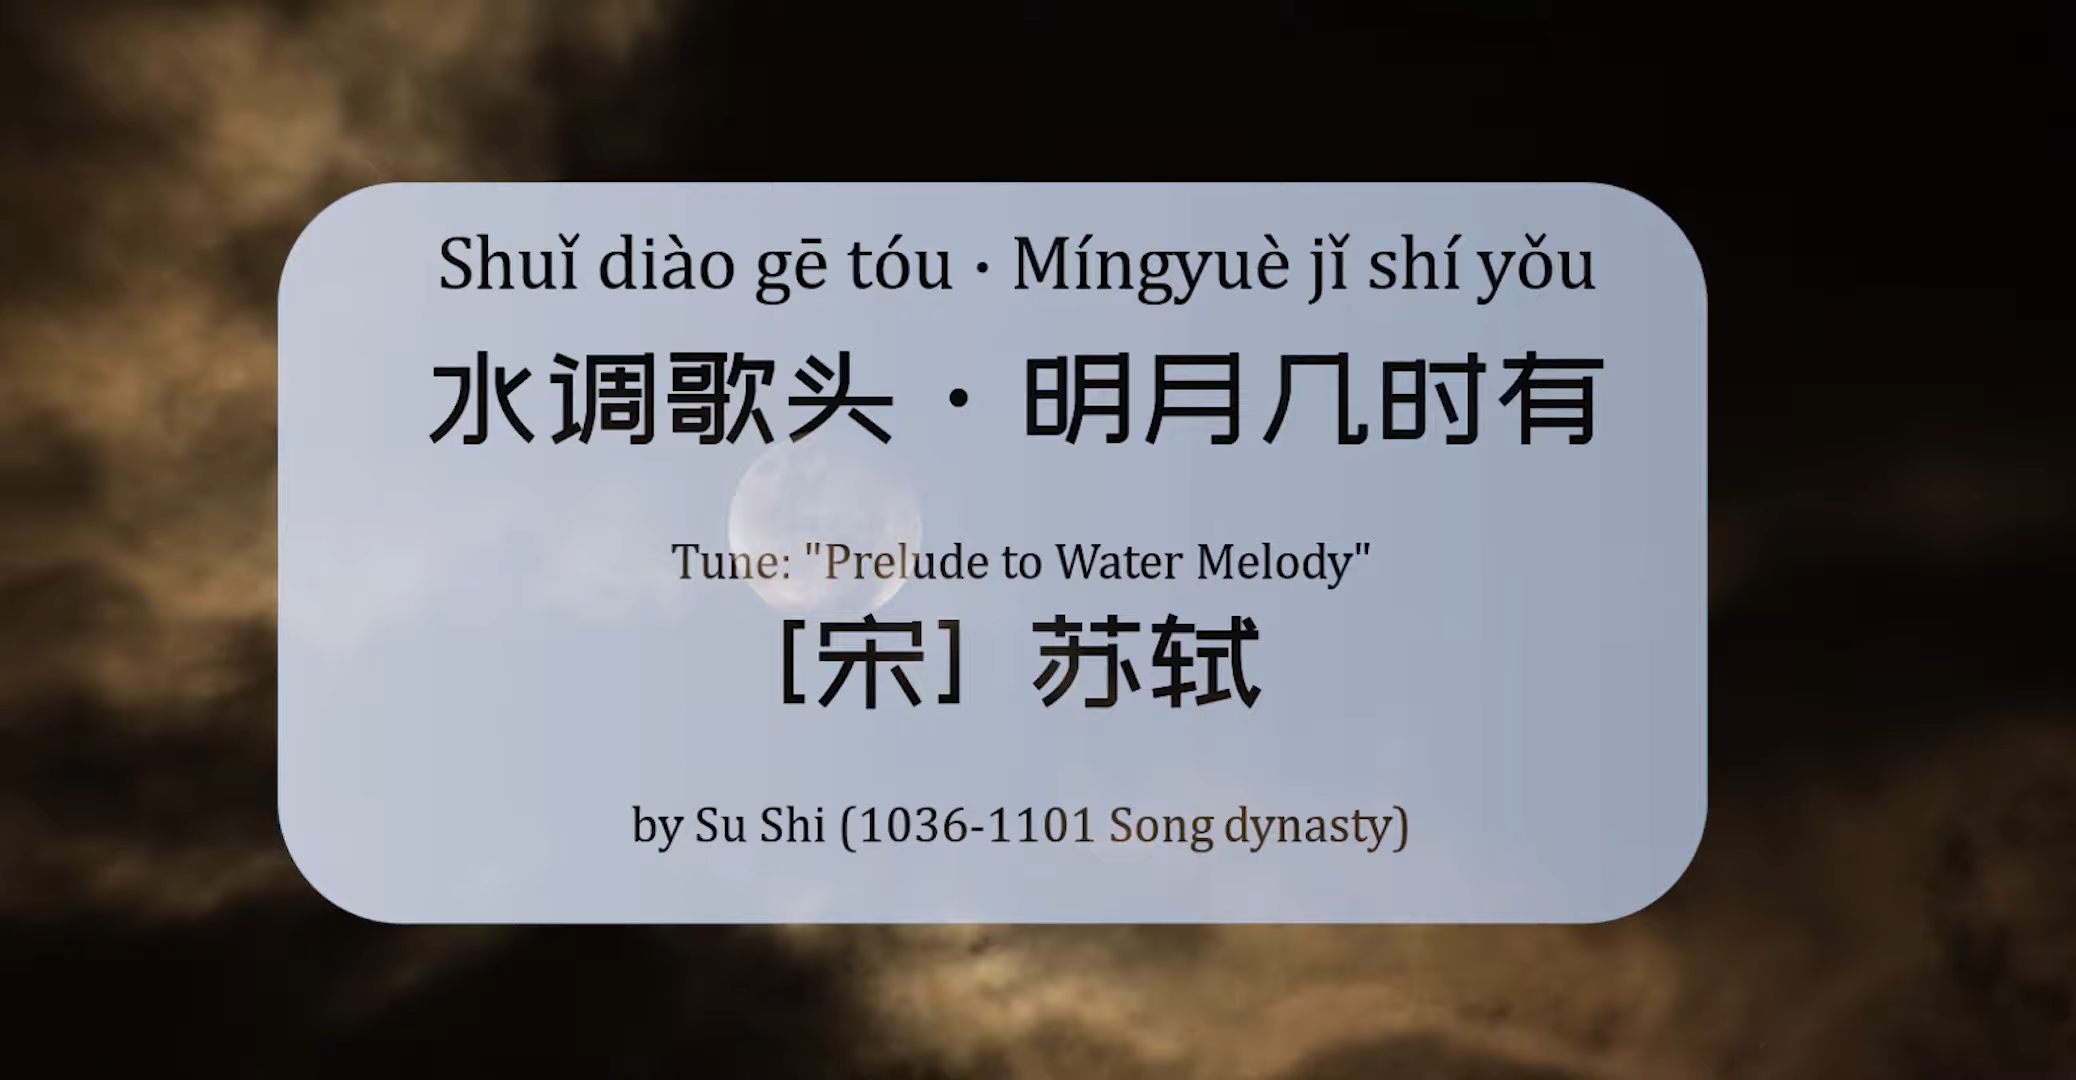 Shuǐ diào gē tóu · Míngyuè jǐ shí yǒu
水调歌头·明月几时有
Tune: "Prelude to Water Melody"
[宋] 苏轼
by Su Shi (1036-1101 Song dynasty)